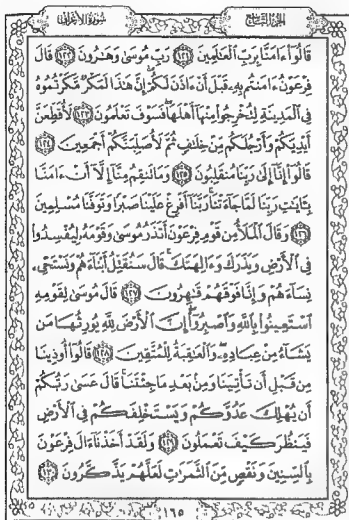 الجزء التاسع
سورة الأعراف
قَالُوٓا۟ ءَامَنَّا بِرَبِّ ٱلْعَٰلَمِينَ ١٢١ رَبِّ مُوسَىٰ وَهَٰرُونَ ١٢٢ قَالَ
فِرْعَوْنُ ءَامَنتُم بِهِۦ قَبْلَ أَنْ ءَاذَنَ لَكُمْ إِنَّ هَٰذَا لَمَكْرٌ مَّكَرْتُمُوهُ
فِى ٱلْمَدِينَةِ لِتُخْرِجُوا۟ مِنْهَآ أَهْلَهَا فَسَوْفَ تَعْلَمُونَ ١٢٣ لَأُقَطِّعَنَّ
أَيْدِيَكُمْ وَأَرْجُلَكُم مِّنْ خِلَٰفٍ ثُمَّ لَأُصَلِّبَنَّكُمْ أَجْمَعِينَ ١٢٤
قَالُوٓا۟ إِنَّآ إِلَىٰ رَبِّنَا مُنقَلِبُونَ ١٢٥ وَمَا تَنقِمُ مِنَّآ إِلَّآ أَنْ ءَامَنَّا
بِـَٔايَٰتِ رَبِّنَا لَمَّا جَآءَتْنَا رَبَّنَآ أَفْرِغْ عَلَيْنَا صَبْرًا وَتَوَفَّنَا مُسْلِمِينَ
١٢٦ وَقَالَ ٱلْمَلَأُ مِن قَوْمِ فِرْعَوْنَ أَتَذَرُ مُوسَىٰ وَقَوْمَهُۥ لِيُفْسِدُوا۟
فِى ٱلْأَرْضِ وَيَذَرَكَ وَءَالِهَتَكَ قَالَ سَنُقَتِّلُ أَبْنَآءَهُمْ وَنَسْتَحْىِۦ
نِسَآءَهُمْ وَإِنَّا فَوْقَهُمْ قَٰهِرُونَ ١٢٧ قَالَ مُوسَىٰ لِقَوْمِهِ
ٱسْتَعِينُوا۟ بِٱللَّهِ وَٱصْبِرُوٓا۟ إِنَّ ٱلْأَرْضَ لِلَّهِ يُورِثُهَا مَن
يَشَآءُ مِنْ عِبَادِهِۦ وَٱلْعَٰقِبَةُ لِلْمُتَّقِينَ ١٢٨ قَالُوٓا۟ أُوذِينَا
مِن قَبْلِ أَن تَأْتِيَنَا وَمِنۢ بَعْدِ مَا جِئْتَنَا قَالَ عَسَىٰ رَبُّكُمْ
أَن يُهْلِكَ عَدُوَّكُمْ وَيَسْتَخْلِفَكُمْ فِى ٱلْأَرْضِ
فَيَنظُرَ كَيْفَ تَعْمَلُونَ ١٢٩ وَلَقَدْ أَخَذْنَآ ءَالَ فِرْعَوْنَ
بِٱلسِّنِينَ وَنَقْصٍ مِّنَ ٱلثَّمَرَٰتِ لَعَلَّهُمْ يَذَّكَّرُونَ ١٣٠
١٦٥